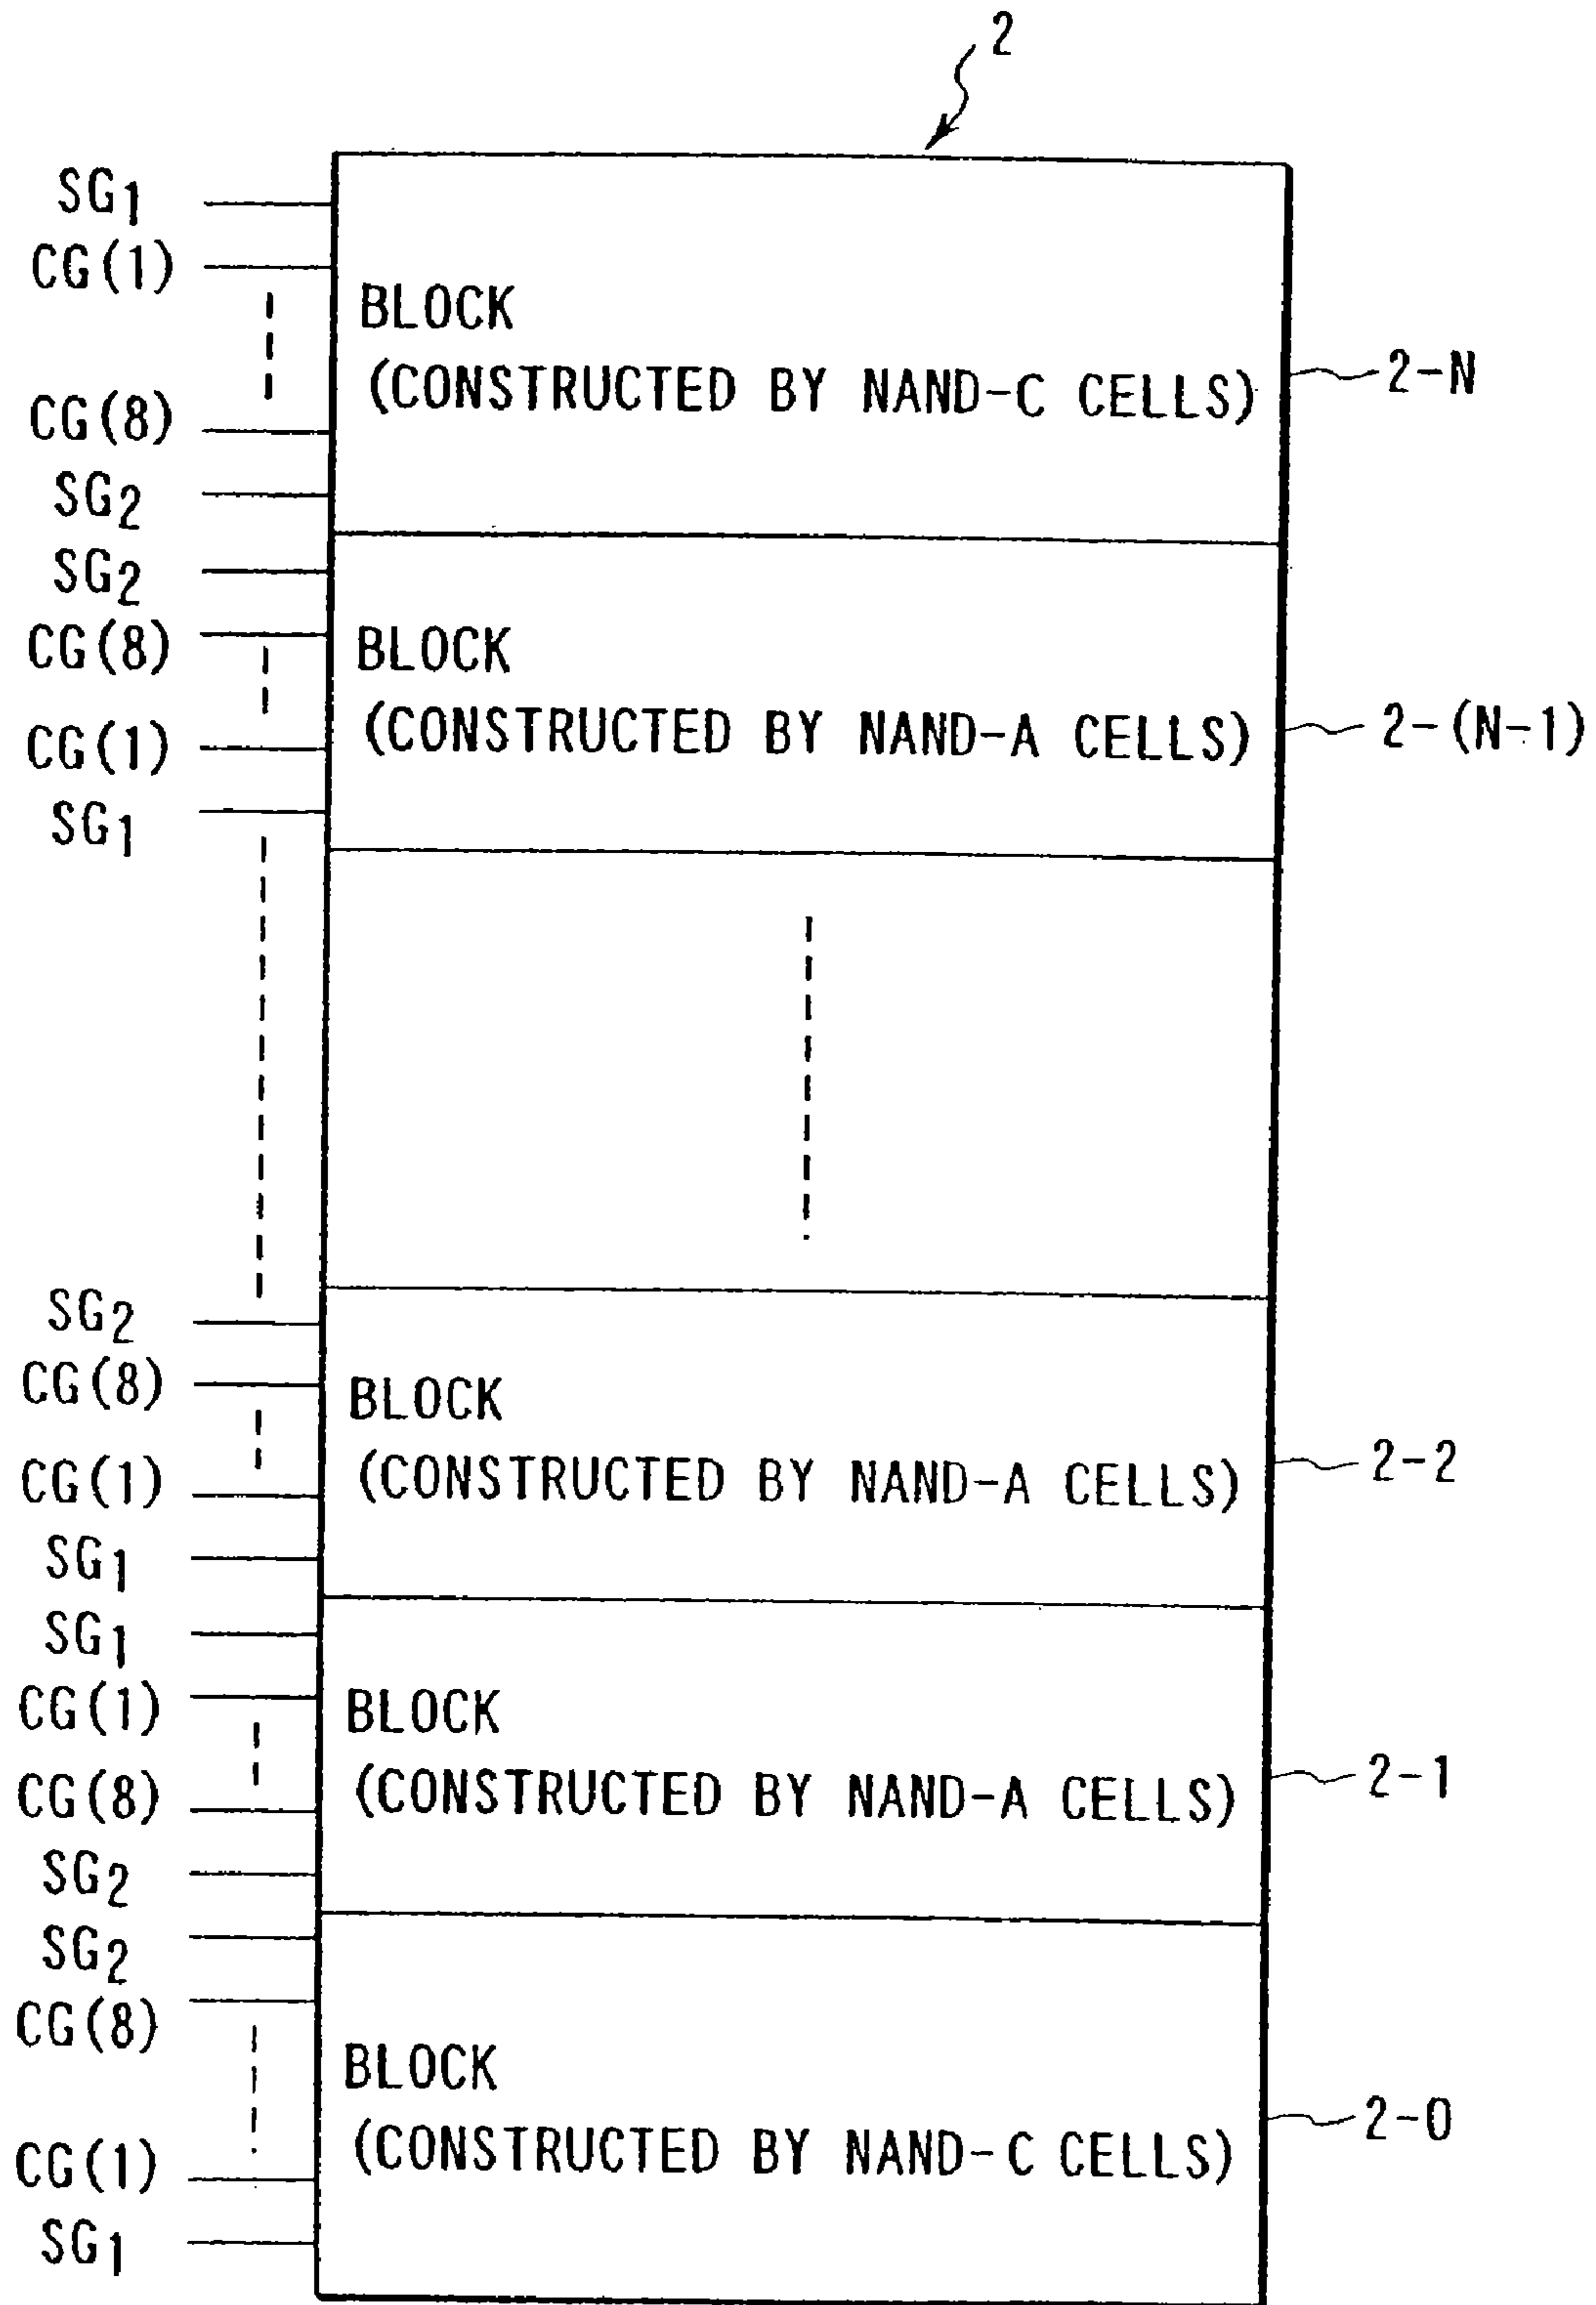 2
SG1
CG(1)
BLOCK
(CONSTRUCTED BY NAND-C CELLS)
2-N
CG(8)
SG2
SG2
CG(8)
BLOCK
(CONSTRUCTED BY NAND-A CELLS)
2-(N-1)
CG(1)
SG1
SG2
CG(8)
BLOCK
(CONSTRUCTED BY NAND-A CELLS)
2-2
CG(1)
SG1
SG1
CG(1)
BLOCK
(CONSTRUCTED BY NAND-A CELLS)
2-1
CG(8)
SG2
SG2
CG(8)
BLOCK
(CONSTRUCTED BY NAND-C CELLS)
2-0
CG(1)
SG1